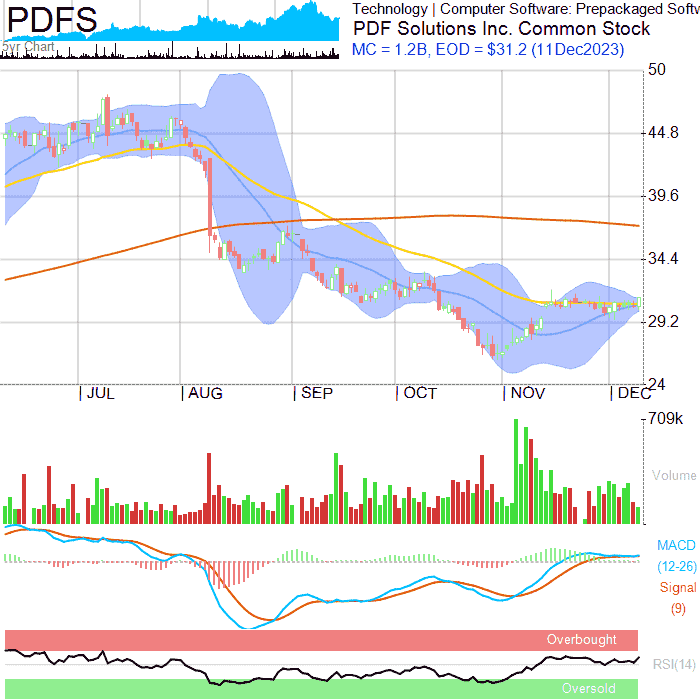 PDFS
5yr Chart
Technology | Computer Software: Prepackaged Softw
PDF Solutions Inc. Common Stock
MC = 1.2B, EOD = $31.2 (11Dec2023)
50
44.8
39.6
34.4
29.2
24
JUL AUG SEP OCT NOV DEC
709k
Volume
MACD
(12-26)
Signal
(9)
Overbought
RSI(14)
Oversold